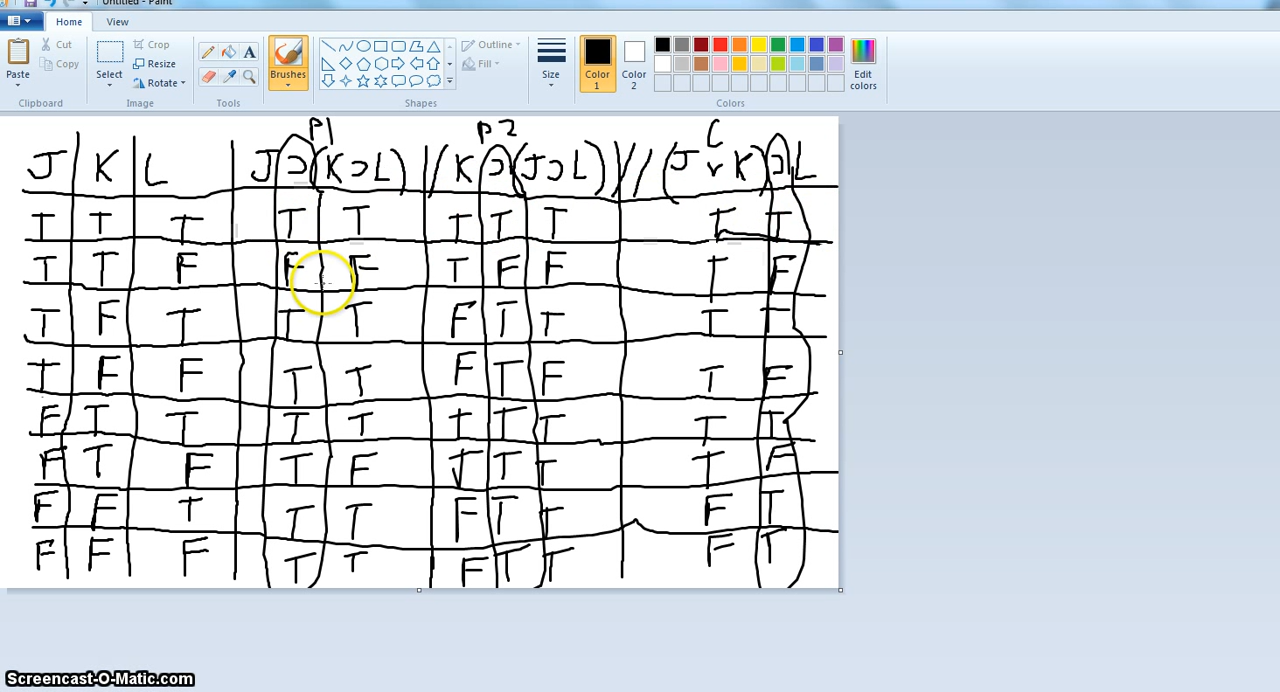 Untitled - Paint
Home View
Paste
Cut
Copy
Clipboard
Select
Crop
Resize
Rotate
Image
A
Tools
Brushes
Outline
Fill
Shapes
Size
Color 1
Color 2
Edit colors
Colors
P1 P2 C
J K L J⊃(K⊃L) / K⊃(J⊃L) // (J v K)⊃L
T T T T T T T T T T
T T F F F T F F T F
T F T T T F T T T T
T F F T T F T F T F
F T T T T T T T T T
F T F T F T T T T F
F F T T T F T T F T
F F F T T F T T F T
Screencast-O-Matic.com